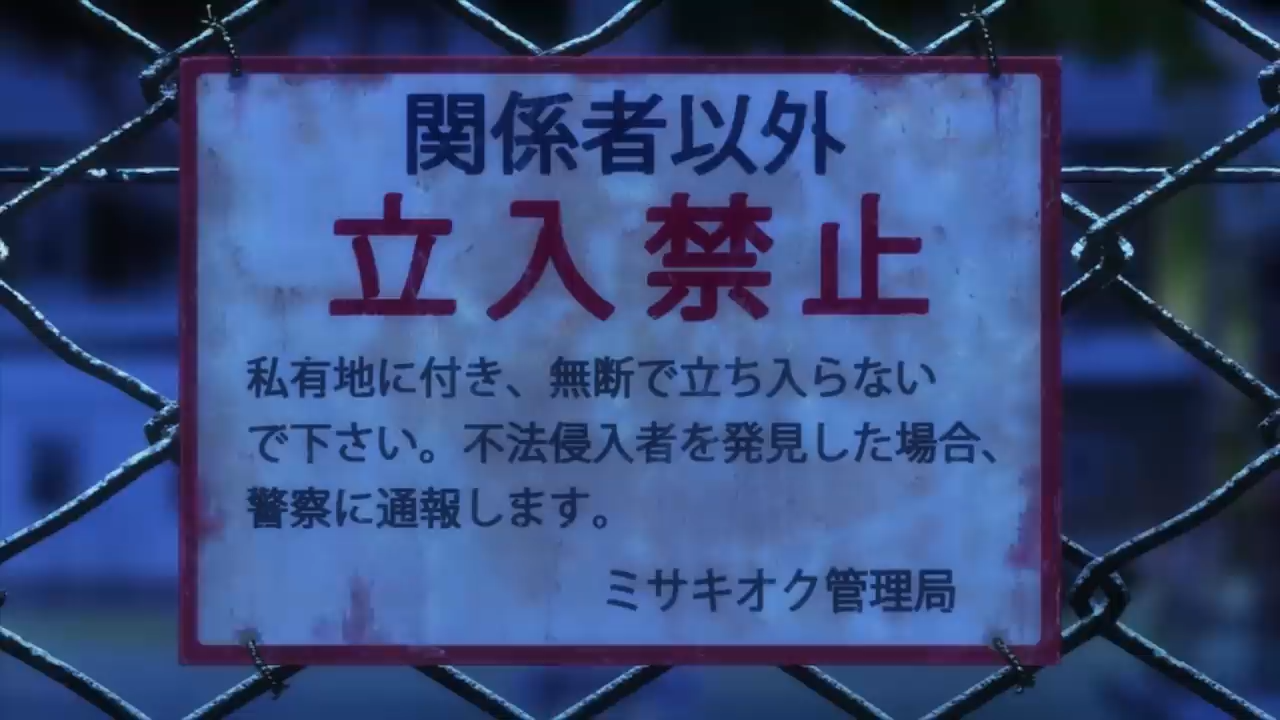 関係者以外
立入禁止
私有地に付き、無断で立ち入らない
で下さい。不法侵入者を発見した場合、
警察に通報します。
ミサキオク管理局